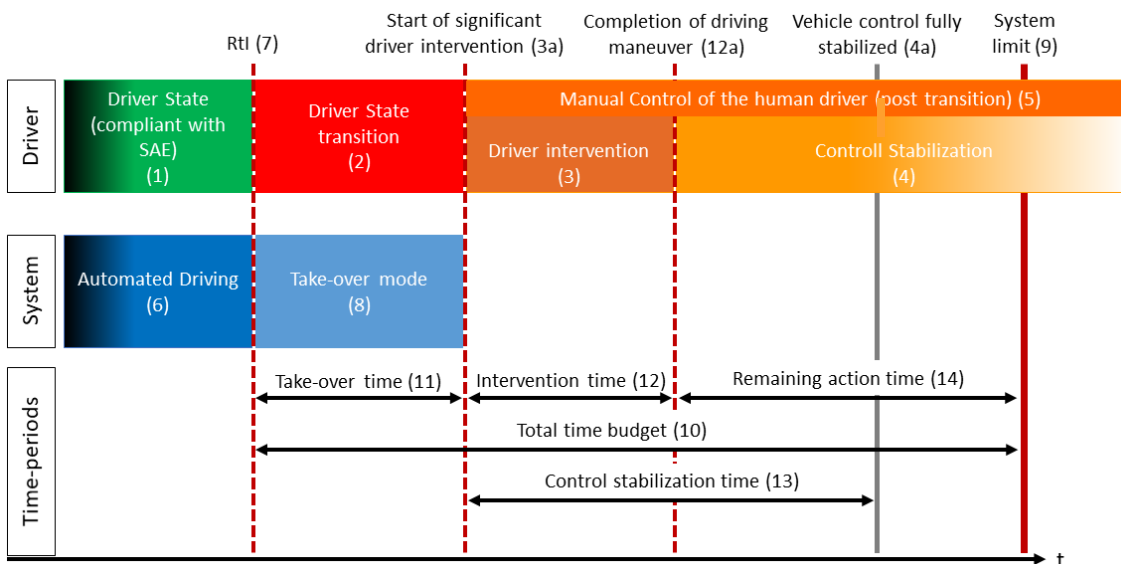 RtI (7)
Start of significant
driver intervention (3a)
Completion of driving
maneuver (12a)
Vehicle control fully
stabilized (4a)
System
limit (9)
Driver
Driver State
(compliant with
SAE)
(1)
Driver State
transition
(2)
Manual Control of the human driver (post transition) (5)
Driver intervention
(3)
Controll Stabilization
(4)
System
Automated Driving
(6)
Take-over mode
(8)
Time-periods
Take-over time (11)
Intervention time (12)
Remaining action time (14)
Total time budget (10)
Control stabilization time (13)
t